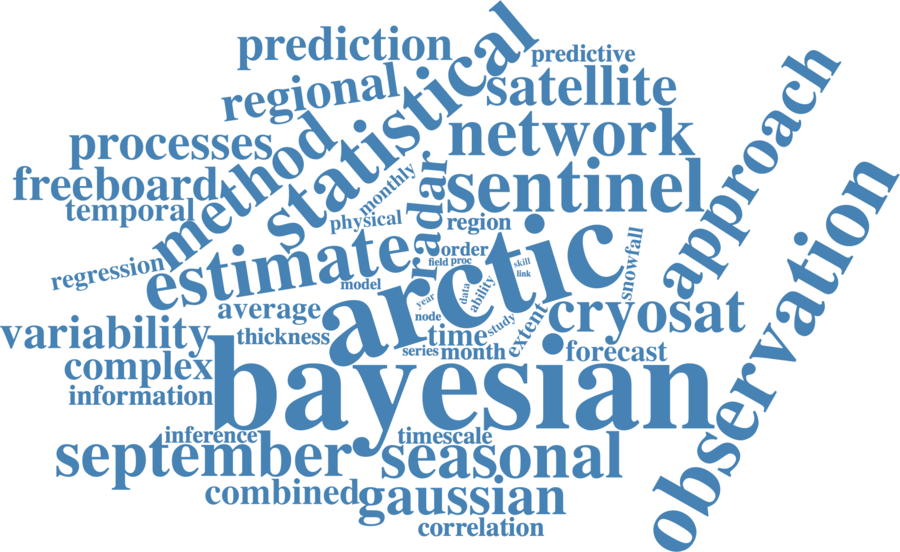 prediction
statistical
predictive
regional
satellite
approach
processes
method
network
freeboard
monthly
radar
sentinel
temporal
physical
region
observation
regression
estimate
order
arctic
snowfall
field
proc
skill
link
model
data
ability
year
average
node
study
cryosat
variability
thickness
time
extent
series
month
forecast
complex
bayesian
information
inference
timescale
september
seasonal
combined
gaussian
correlation